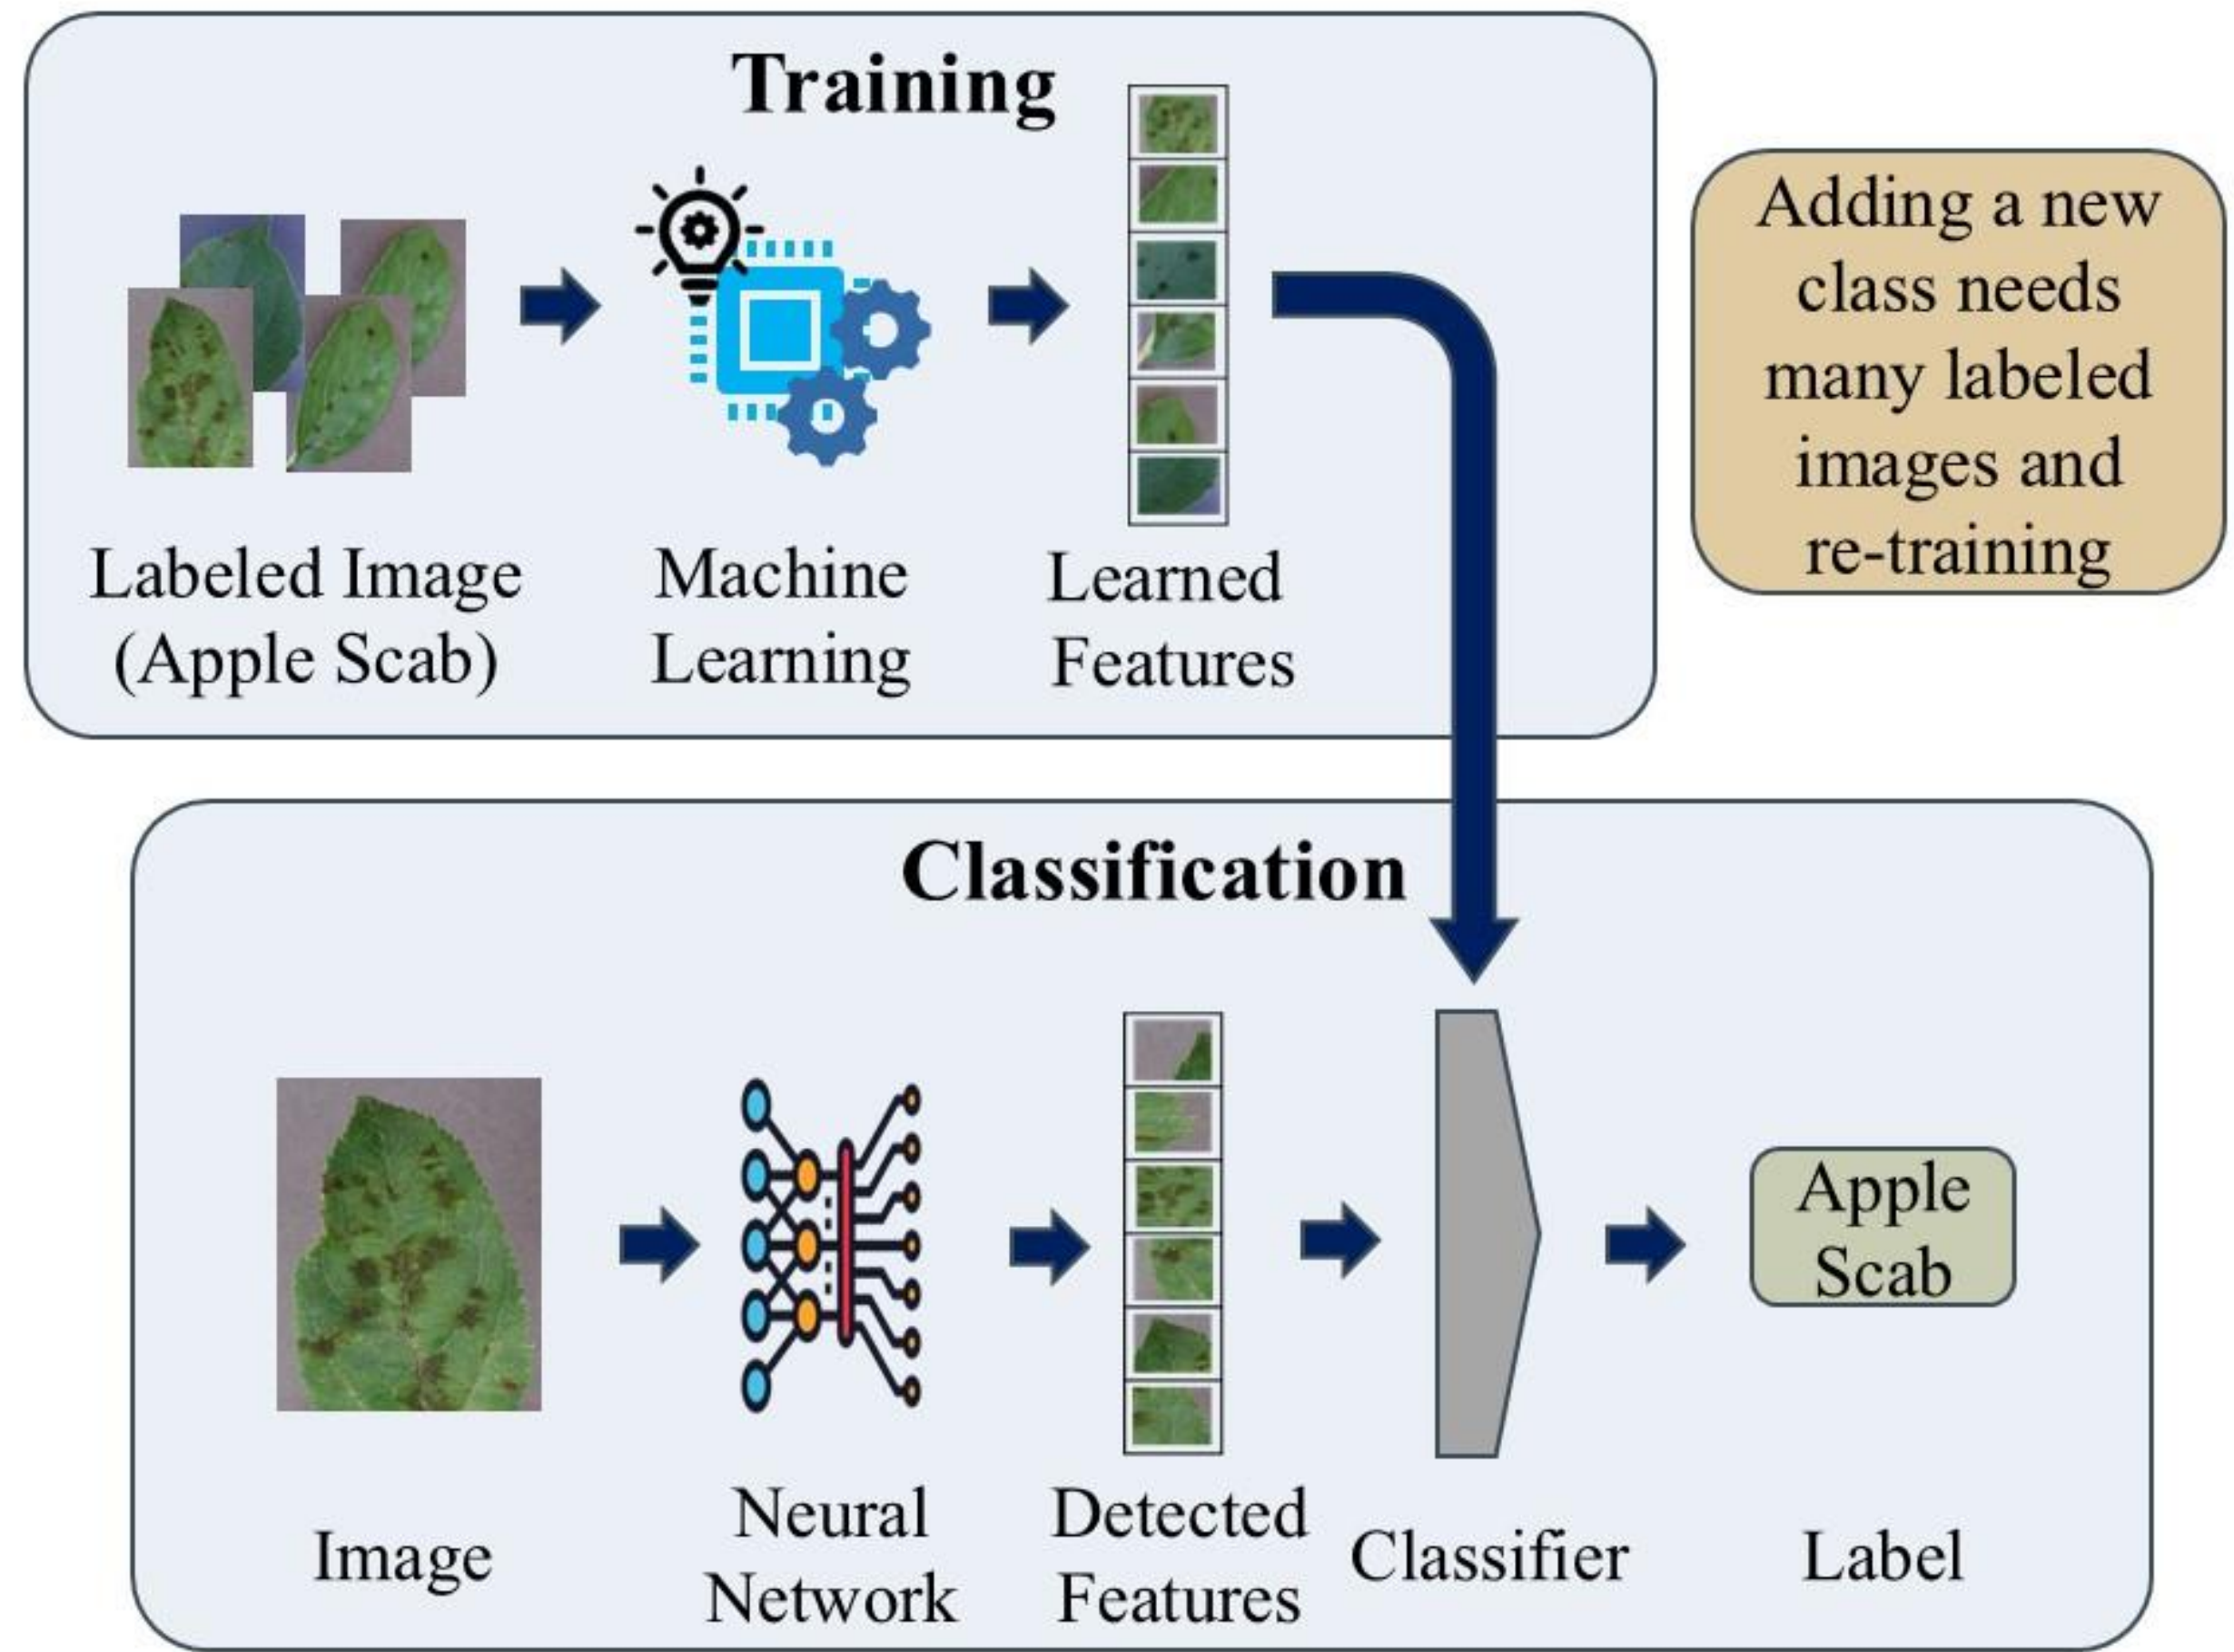 Training
Labeled Image
(Apple Scab)
Machine
Learning
Learned
Features
Adding a new
class needs
many labeled
images and
re-training
Classification
Image
Neural
Network
Detected
Features
Classifier
Apple
Scab
Label